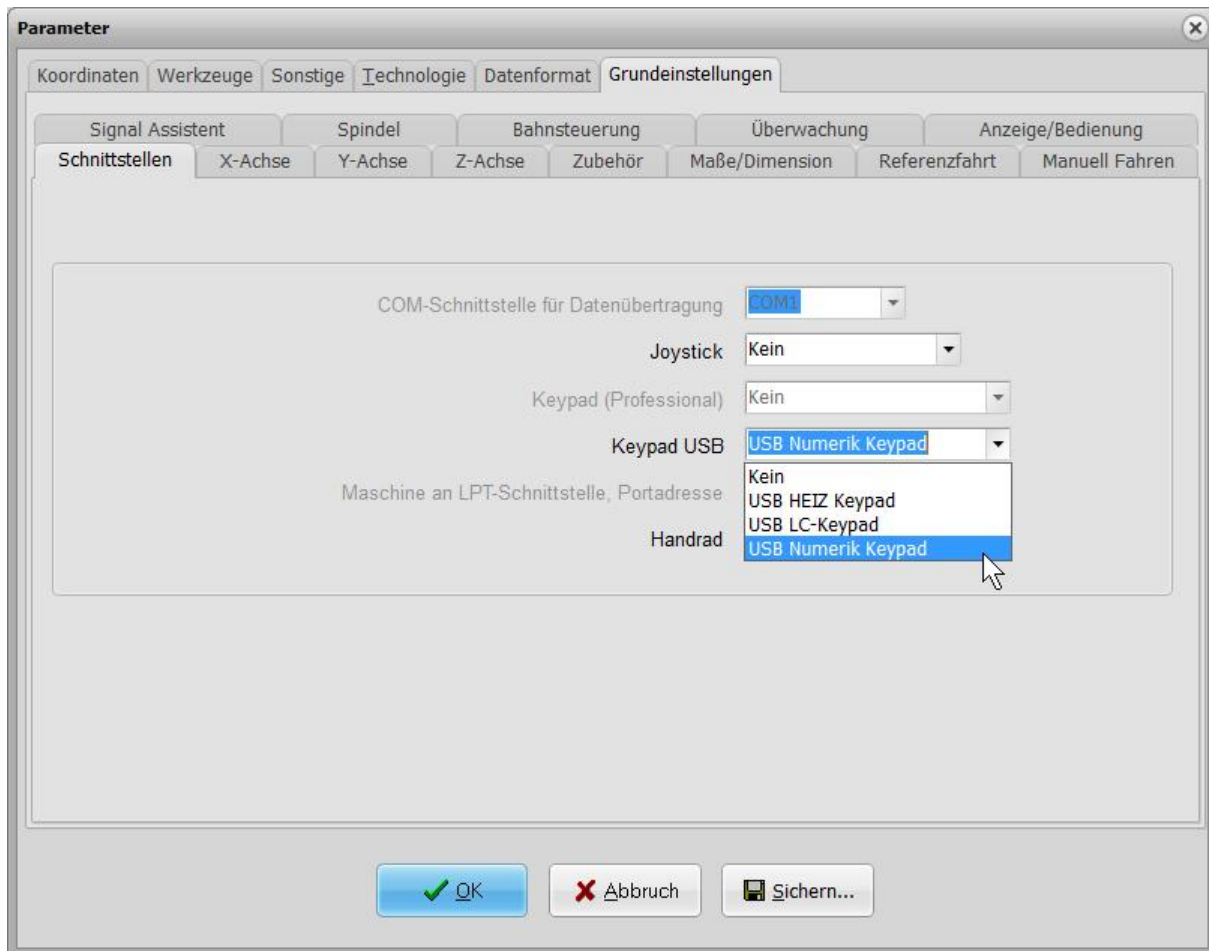 Parameter
Koordinaten Werkzeuge Sonstige Technologie Datenformat Grundeinstellungen
Signal Assistent Spindel Bahnsteuerung Überwachung Anzeige/Bedienung
Schnittstellen X-Achse Y-Achse Z-Achse Zubehör Maße/Dimension Referenzfahrt Manuell Fahren
COM-Schnittstelle für Datenübertragung COM1
Joystick Kein
Keypad (Professional) Kein
Keypad USB USB Numerik Keypad
Kein
USB HEIZ Keypad
Maschine an LPT-Schnittstelle, Portadresse
USB LC-Keypad
Handrad USB Numerik Keypad
OK Abbruch Sichern...